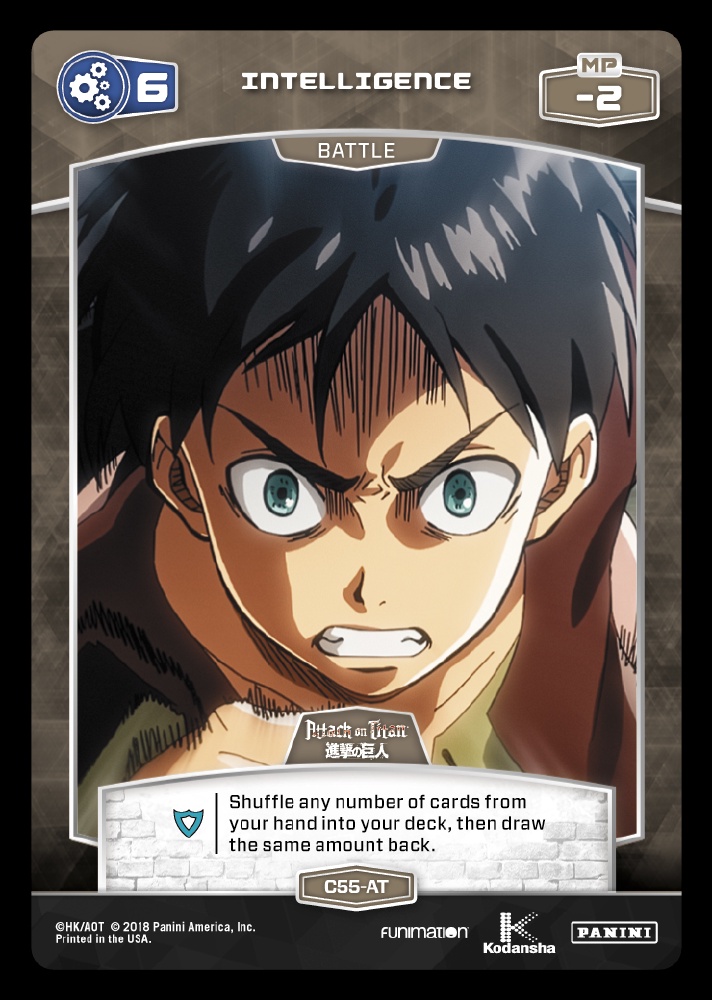 6
INTELLIGENCE
MP
-2
BATTLE
Attack on Titan
進撃の巨人
Shuffle any number of cards from
your hand into your deck, then draw
the same amount back.
C55-AT
©HK/AOT © 2018 Panini America, Inc.
Printed in the USA.
FUNIMATION
Kodansha
PANINI